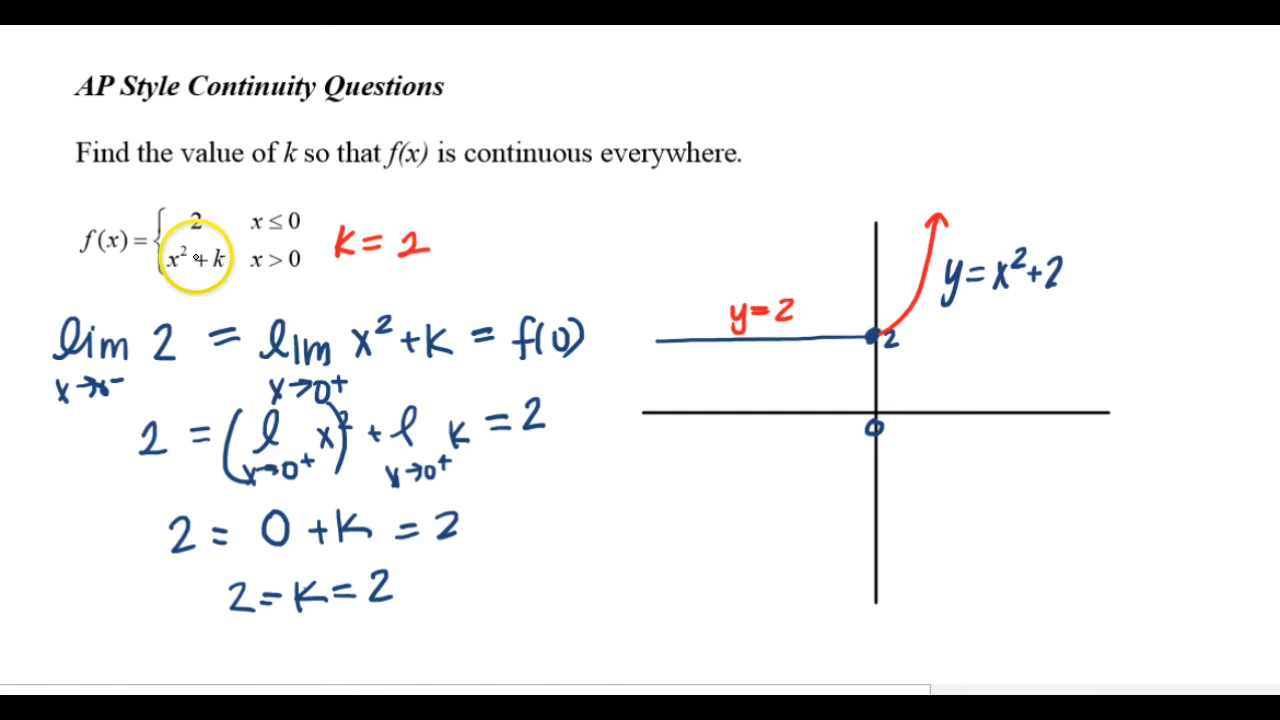 AP Style Continuity Questions
Find the value of k so that f(x) is continuous everywhere.
f(x) = { 2 x ≤ 0
x² + k x > 0
k = 2
lim 2 = lim x² + k = f(0)
x→0⁻ x→0⁺
2 = (l x)² + l k = 2
x→0⁺ x→0⁺
2 = 0 + k = 2
2 = k = 2
y = 2
y = x² + 2
2
0